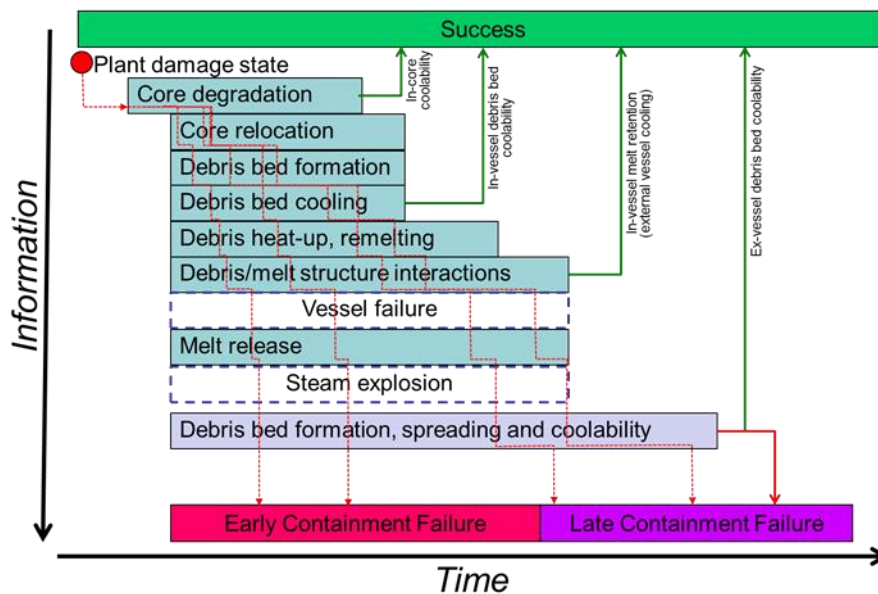 Success
Plant damage state
Core degradation
In-core
coolability
Core relocation
In-vessel debris bed
coolability
Debris bed formation
In-vessel melt retention
(external vessel cooling)
Ex-vessel debris bed coolability
Debris bed cooling
Debris heat-up, remelting
Debris/melt structure interactions
Vessel failure
Melt release
Steam explosion
Debris bed formation, spreading and coolability
Early Containment Failure
Late Containment Failure
Information
Time